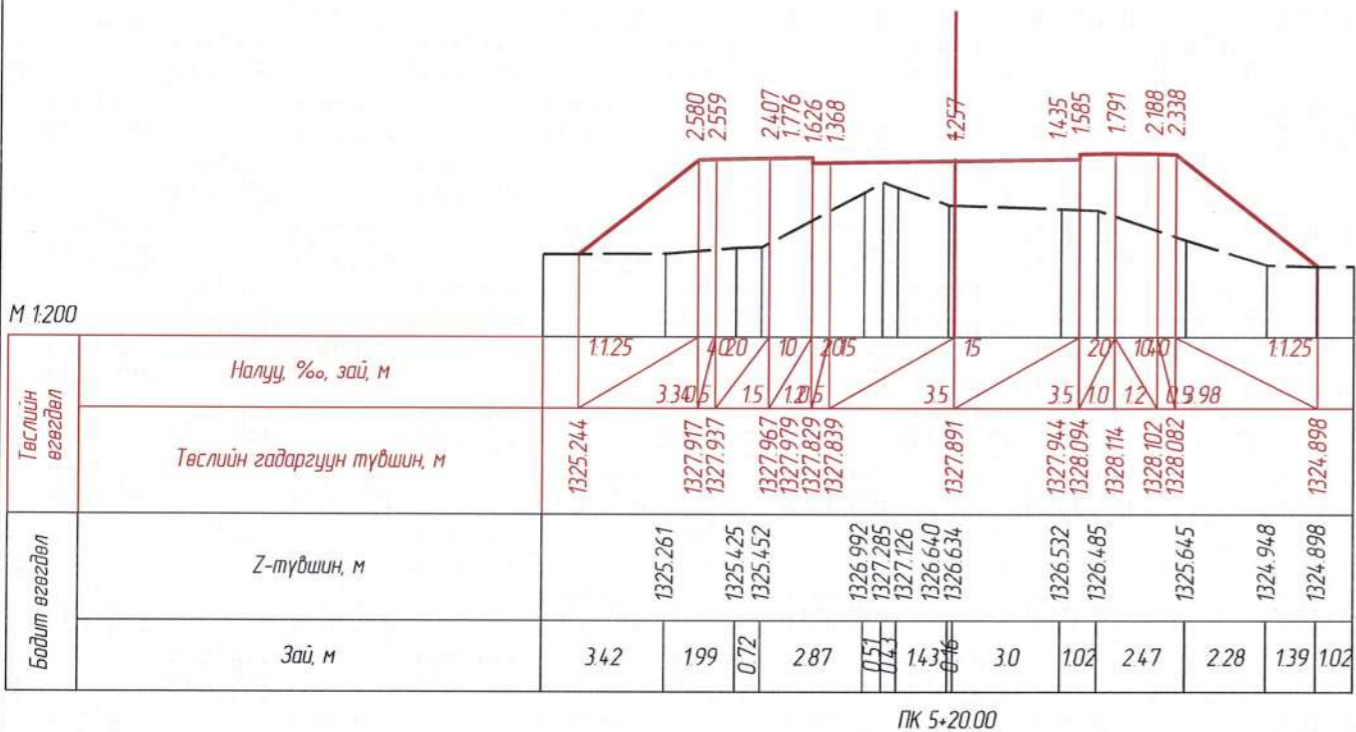 2.580 2.559 2.407 1.776 1.626 1.368 1.257 1.435 1.585 1.791 2.188 2.338
М 1:200
Төслийн өгөгдөл
Налуу, ‰, зай, м
1:1.25 40 20 10 20 15 15 20 10 40 1:1.25
3.34 0.5 1.5 1.2 0.5 3.5 3.5 1.0 1.2 0.5 3.98
Төслийн гадаргуун түвшин, м
1325.244 1327.917 1327.937 1327.967 1327.979 1327.829 1327.839 1327.891 1327.944 1328.094 1328.114 1328.102 1328.082 1324.898
Бодит өгөгдөл
Z-түвшин, м
1325.261 1325.425 1325.452 1326.992 1327.285 1327.126 1326.640 1326.634 1326.532 1326.485 1325.645 1324.948 1324.898
Зай, м
3.42 1.99 0.72 2.87 0.51 0.43 1.43 0.16 3.0 1.02 2.47 2.28 1.39 1.02
ПК 5+20.00